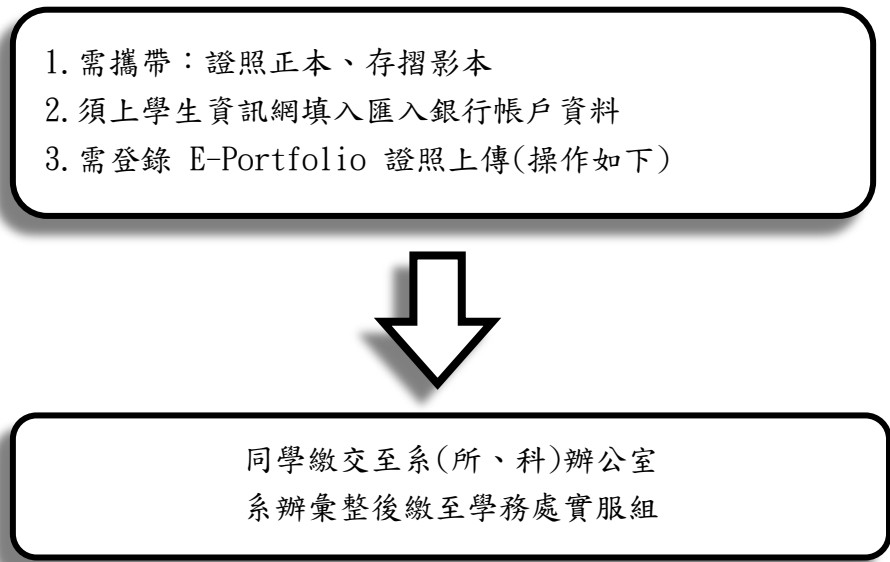 1.需攜帶：證照正本、存摺影本
2.須上學生資訊網填入匯入銀行帳戶資料
3.需登錄 E-Portfolio 證照上傳(操作如下)
同學繳交至系(所、科)辦公室
系辦彙整後繳至學務處實服組